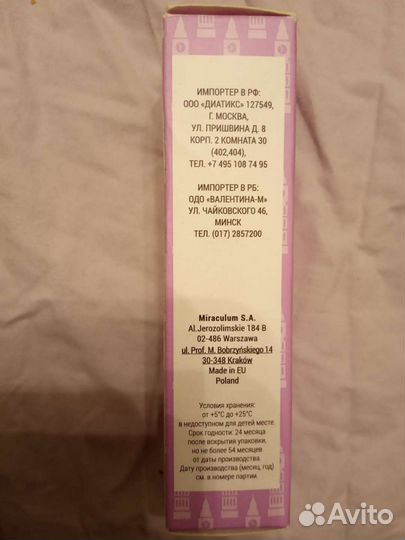 ИМПОРТЕР В РФ:
ООО «ДИАТИКС» 127549,
Г. МОСКВА,
УЛ. ПРИШВИНА Д. 8
КОРП. 2 КОМНАТА 30
(402,404),
ТЕЛ. +7 495 108 74 95
ИМПОРТЕР В РБ:
ОДО «ВАЛЕНТИНА-М»
УЛ. ЧАЙКОВСКОГО 46,
МИНСК
ТЕЛ. (017) 2857200
Miraculum S.A.
Al.Jerozolimskie 184 B
02-486 Warszawa
ul. Prof. M. Bobrzyńskiego 14
30-348 Kraków
Made in EU
Poland
Условия хранения:
от +5°C до +25°C
в недоступном для детей месте.
Срок годности: 24 месяца
после вскрытия упаковки,
но не более 54 месяцев
от даты производства.
Дату производства (месяц, год)
см. в номере партии
Avito